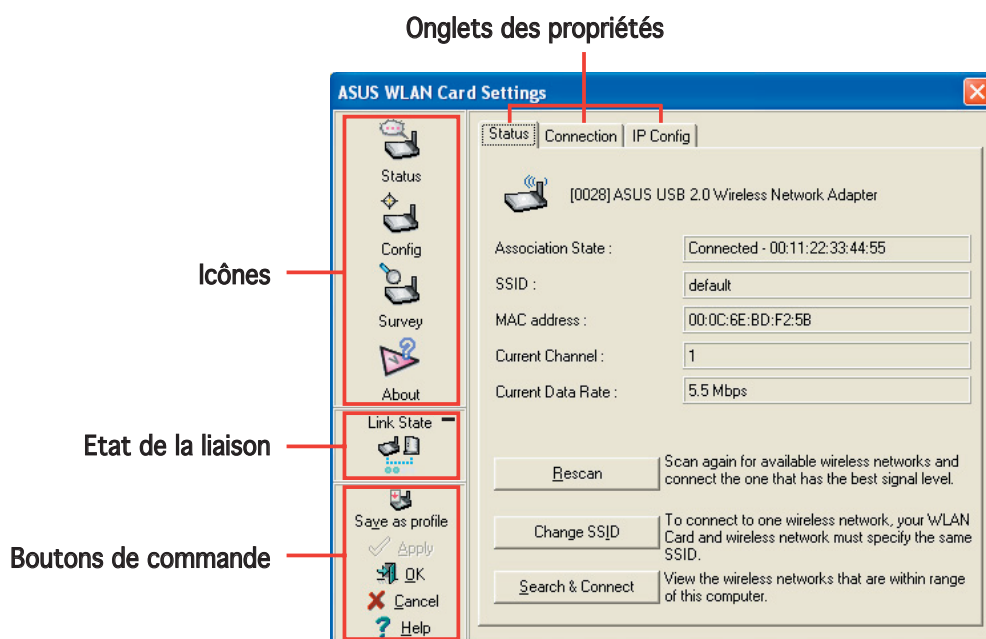 Onglets des propriétés
ASUS WLAN Card Settings
Status
Config
Survey
About
Icônes
Link State
Etat de la liaison
Save as profile
Apply
OK
Cancel
Help
Boutons de commande
Status Connection IP Config
[0028] ASUS USB 2.0 Wireless Network Adapter
Association State : Connected - 00:11:22:33:44:55
SSID : default
MAC address : 00:0C:6E:BD:F2:5B
Current Channel : 1
Current Data Rate : 5.5 Mbps
Rescan
Scan again for available wireless networks and
connect the one that has the best signal level.
Change SSID
To connect to one wireless network, your WLAN
Card and wireless network must specify the same
SSID.
Search & Connect
View the wireless networks that are within range
of this computer.